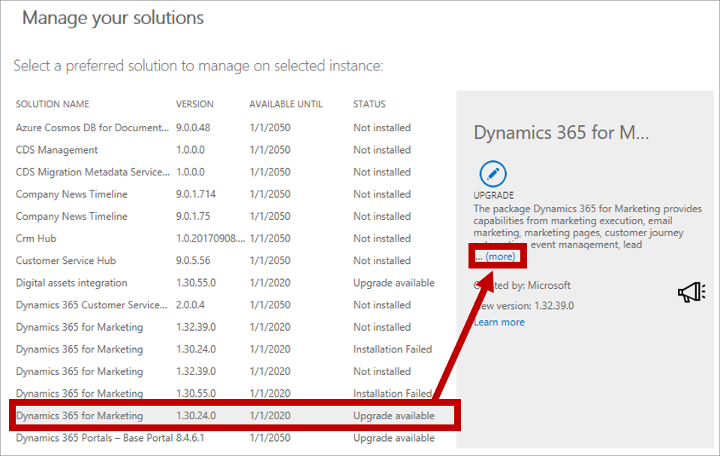 Manage your solutions
Select a preferred solution to manage on selected instance:
SOLUTION NAME VERSION AVAILABLE UNTIL STATUS
Azure Cosmos DB for Document... 9.0.0.48 1/1/2050 Not installed
CDS Management 1.0.0.0 1/1/2050 Not installed
CDS Migration Metadata Service... 1.0.0.0 1/1/2050 Not installed
Company News Timeline 9.0.1.714 1/1/2050 Not installed
Company News Timeline 9.0.1.75 1/1/2050 Not installed
Crm Hub 1.0.20170908... 1/1/2050 Not installed
Customer Service Hub 9.0.5.56 1/1/2050 Not installed
Digital assets integration 1.30.55.0 1/1/2050 Upgrade available
Dynamics 365 Customer Service... 2.0.0.4 1/1/2050 Not installed
Dynamics 365 for Marketing 1.32.39.0 1/1/2020 Not installed
Dynamics 365 for Marketing 1.30.24.0 1/1/2020 Installation Failed
Dynamics 365 for Marketing 1.32.39.0 1/1/2020 Not installed
Dynamics 365 for Marketing 1.30.55.0 1/1/2020 Installation Failed
Dynamics 365 for Marketing 1.30.24.0 1/1/2020 Upgrade available
Dynamics 365 Portals – Base Portal 8.4.6.1 1/1/2050 Not installed
Dynamics 365 for M...
UPGRADE
The package Dynamics 365 for Marketing provides
capabilities from marketing execution, email
marketing, marketing pages, customer journey
event management, lead
... (more)
by: Microsoft
New version: 1.32.39.0
Learn more